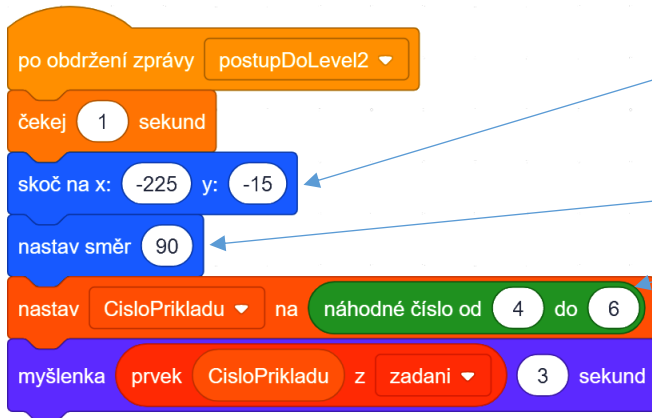 po obdržení zprávy postupDoLevel2
čekej 1 sekund
skoč na x: -225 y: -15
nastav směr 90
nastav CisloPrikladu na náhodné číslo od 4 do 6
myšlenka prvek CisloPrikladu z zadani 3 sekund